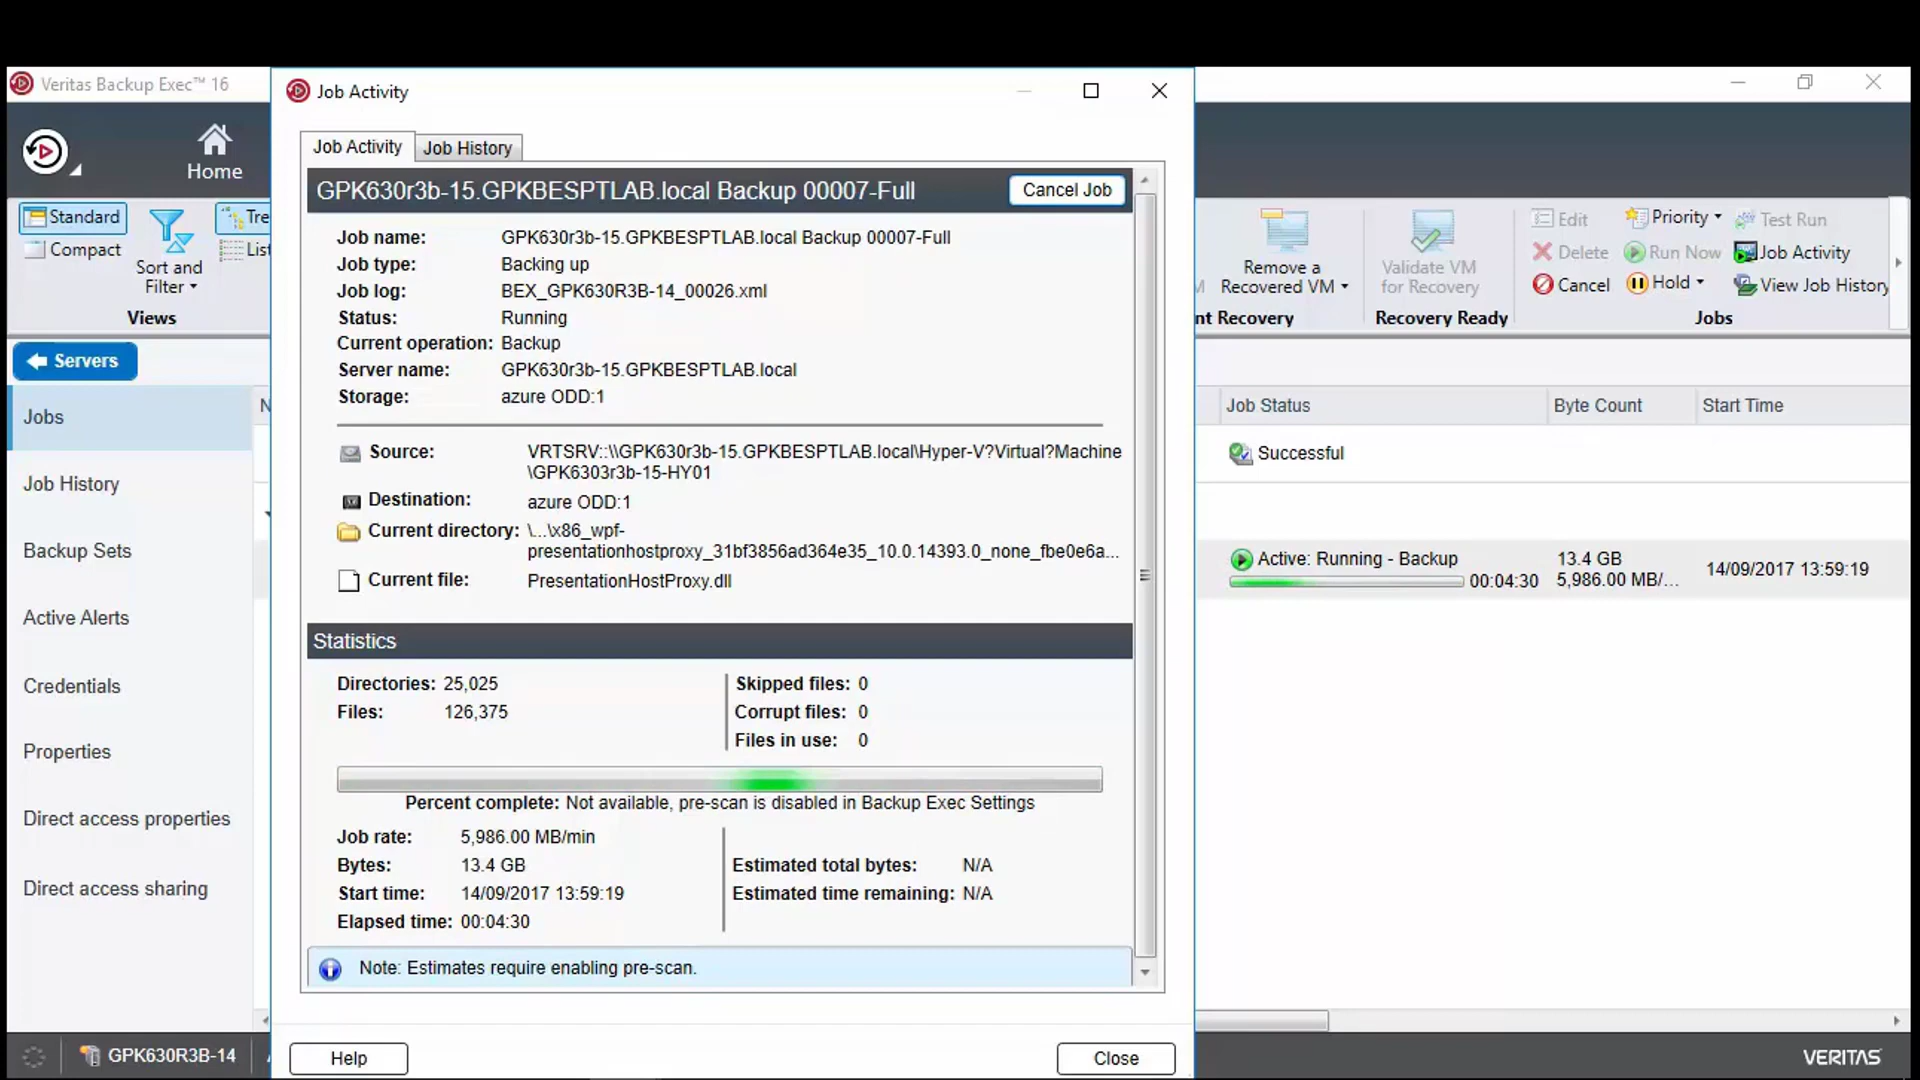 Veritas Backup Exec™ 16
Home
Standard
Compact
Sort and
Filter
Tre
List
Views
Servers
Jobs
Job History
Backup Sets
Active Alerts
Credentials
Properties
Direct access properties
Direct access sharing
GPK630R3B-14
N
Job Activity
Job Activity
Job History
GPK630r3b-15.GPKBESPTLAB.local Backup 00007-Full
Cancel Job
Job name: GPK630r3b-15.GPKBESPTLAB.local Backup 00007-Full
Job type: Backing up
Job log: BEX_GPK630R3B-14_00026.xml
Status: Running
Current operation: Backup
Server name: GPK630r3b-15.GPKBESPTLAB.local
Storage: azure ODD:1
Source: VRTSRV::\\GPK630r3b-15.GPKBESPTLAB.local\Hyper-V?Virtual?Machine
\GPK6303r3b-15-HY01
Destination: azure ODD:1
Current directory: \...\x86_wpf-
presentationhostproxy_31bf3856ad364e35_10.0.14393.0_none_fbe0e6a...
Current file: PresentationHostProxy.dll
Statistics
Directories: 25,025
Files: 126,375
Skipped files: 0
Corrupt files: 0
Files in use: 0
Percent complete: Not available, pre-scan is disabled in Backup Exec Settings
Job rate: 5,986.00 MB/min
Bytes: 13.4 GB
Start time: 14/09/2017 13:59:19
Elapsed time: 00:04:30
Estimated total bytes: N/A
Estimated time remaining: N/A
Note: Estimates require enabling pre-scan.
Help
Close
M
Remove a
Recovered VM
nt Recovery
Validate VM
for Recovery
Recovery Ready
Edit
Delete
Cancel
Priority
Run Now
Hold
Test Run
Job Activity
View Job History
Jobs
Job Status
Byte Count
Start Time
Successful
Active: Running - Backup
00:04:30
13.4 GB
5,986.00 MB/...
14/09/2017 13:59:19
VERITAS